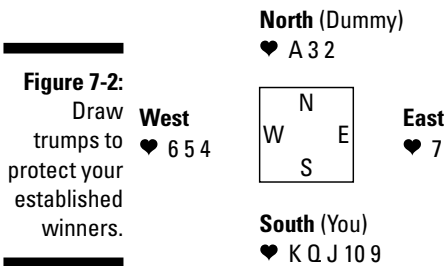 North (Dummy)
♥ A 3 2
Figure 7-2:
Draw
trumps to
protect your
established
winners.
West
♥ 6 5 4
N
W E
S
East
♥ 7
South (You)
♥ K Q J 10 9